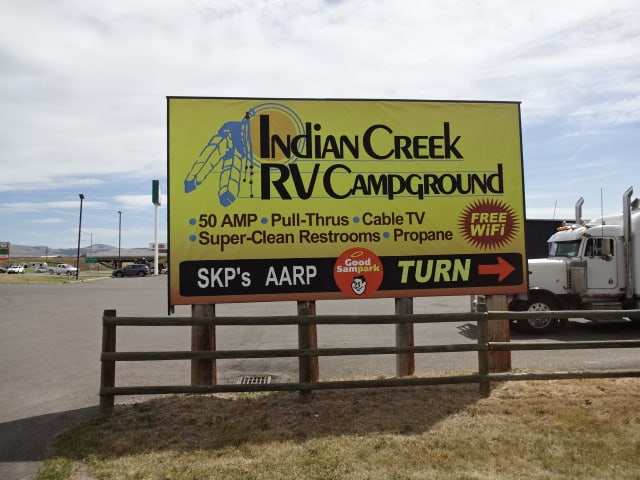 Indian Creek
RV Campground
• 50 AMP • Pull-Thrus • Cable TV
• Super-Clean Restrooms • Propane
FREE
WiFi
SKP's AARP
Good
Sampark
TURN